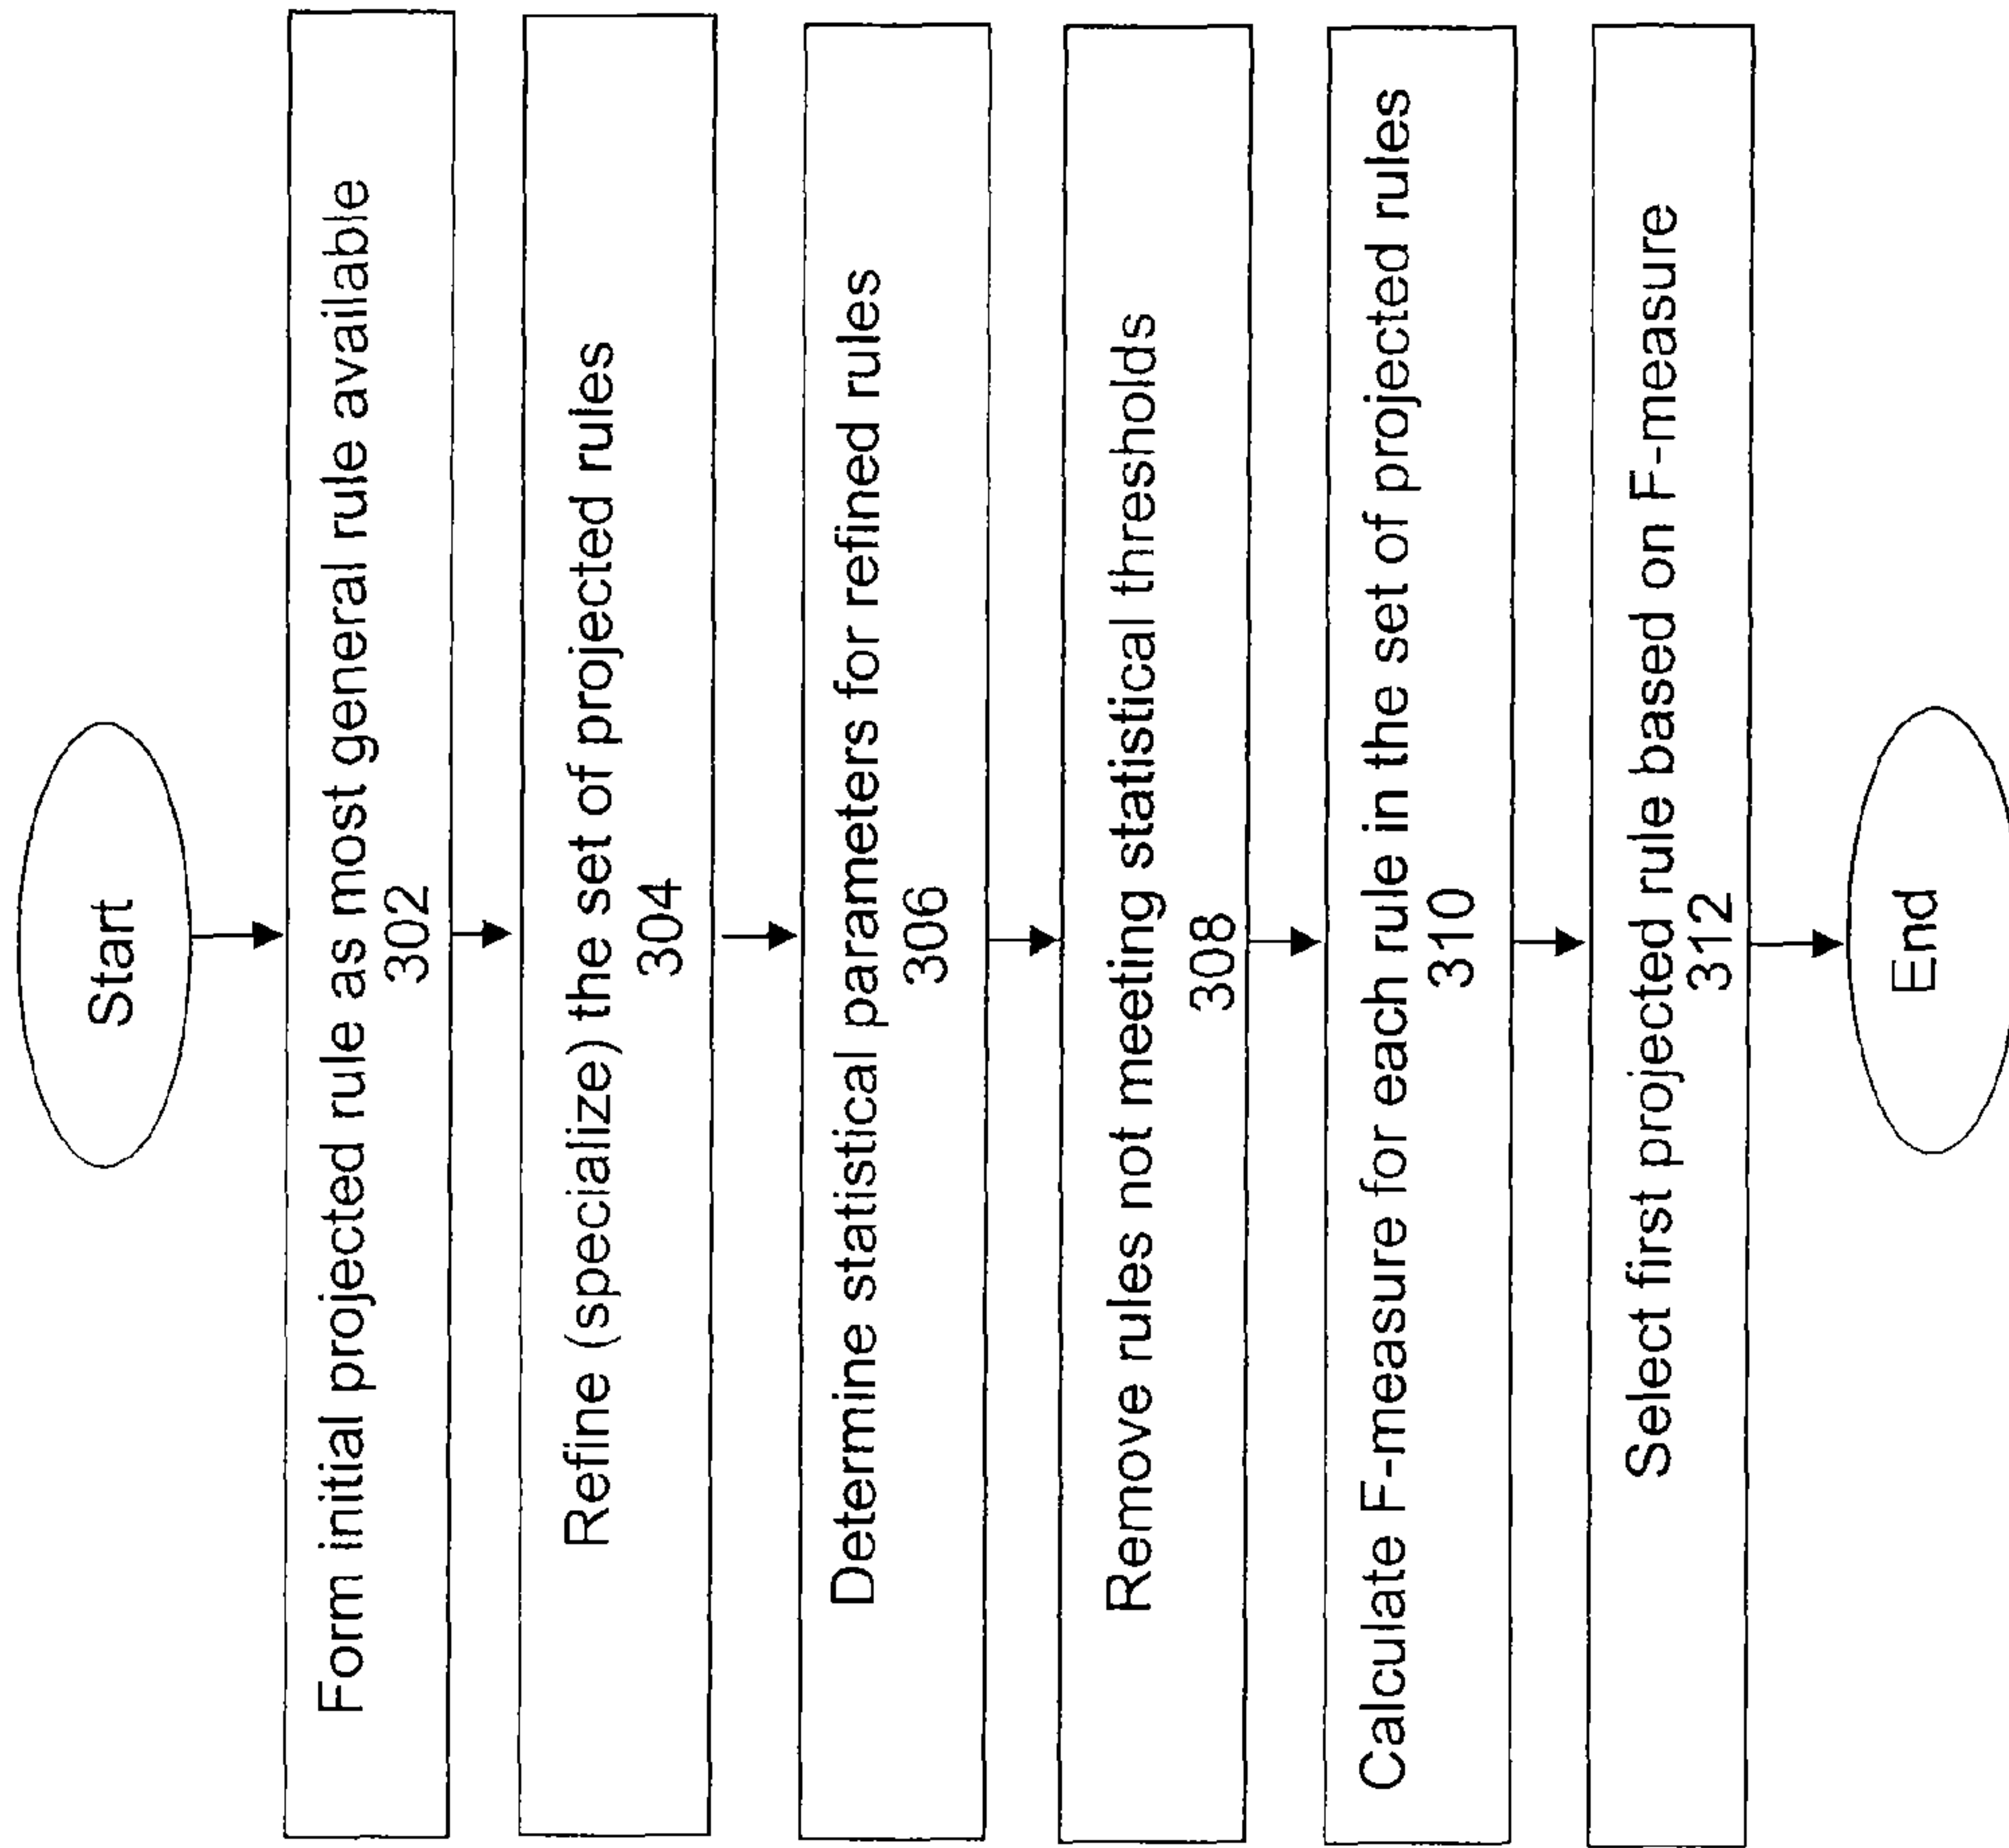 Start
Form initial projected rule as most general rule available
302
Refine (specialize) the set of projected rules
304
Determine statistical parameters for refined rules
306
Remove rules not meeting statistical thresholds
308
Calculate F-measure for each rule in the set of projected rules
310
Select first projected rule based on F-measure
312
End